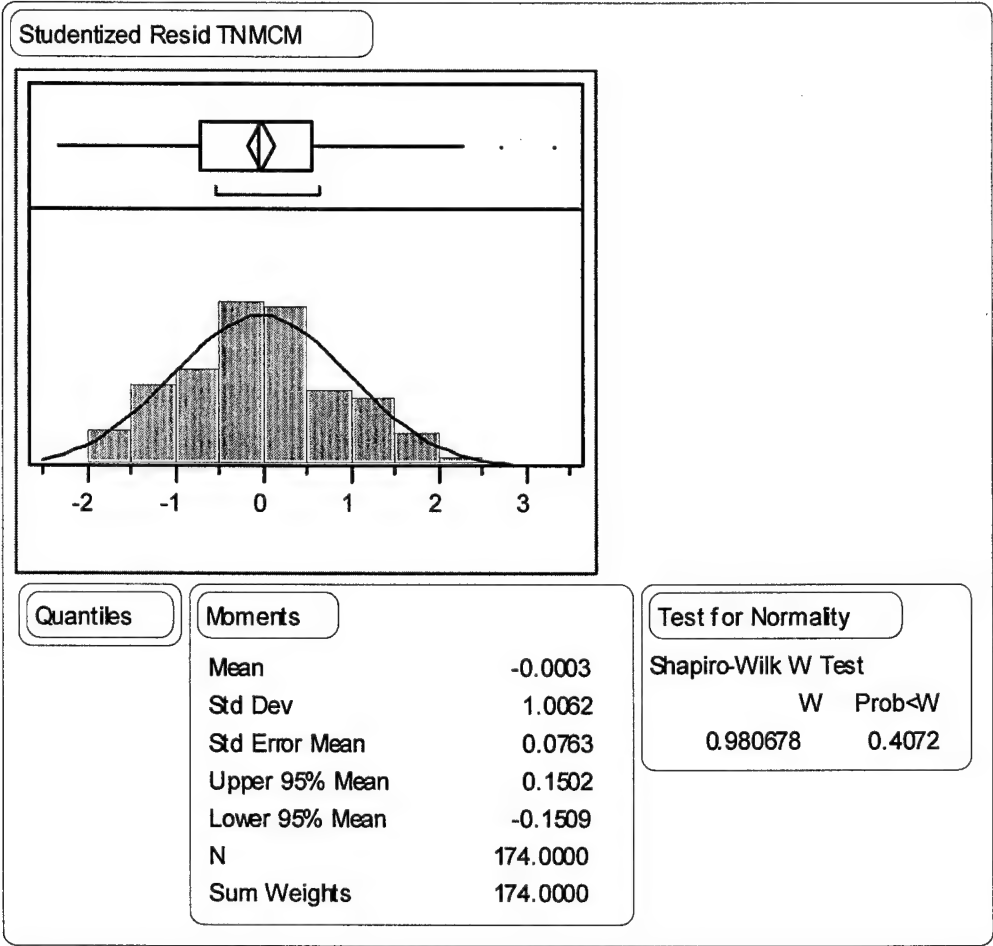 Studentized Resid TNMCM
-2 -1 0 1 2 3
Quantiles
Moments
Mean -0.0003
Std Dev 1.0062
Std Error Mean 0.0763
Upper 95% Mean 0.1502
Lower 95% Mean -0.1509
N 174.0000
Sum Weights 174.0000
Test for Normality
Shapiro-Wilk W Test
W Prob<W
0.980678 0.4072